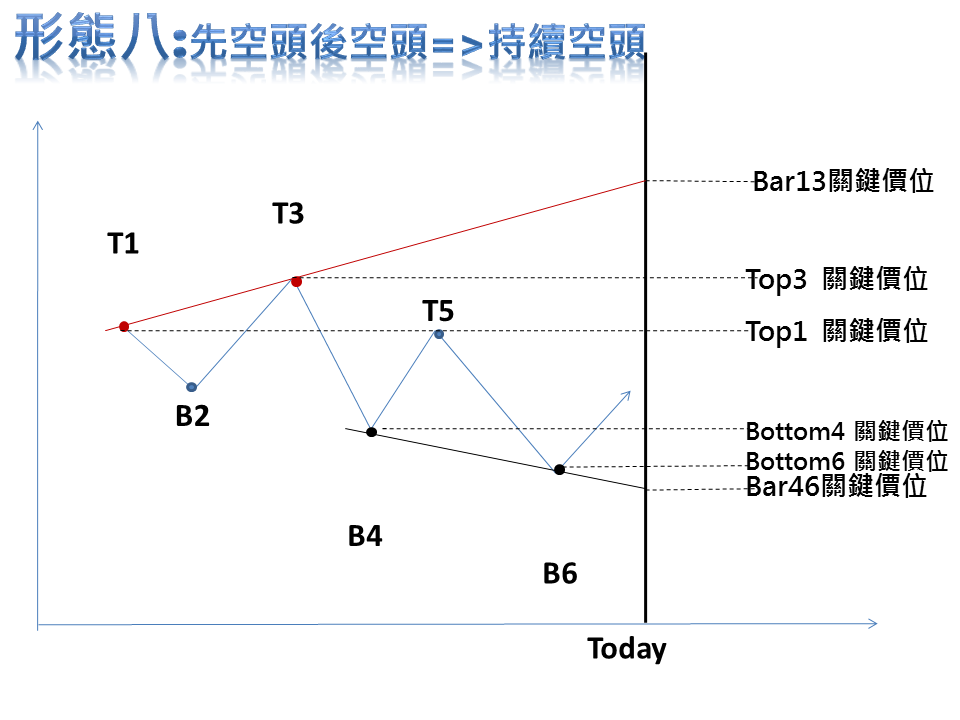 形態八:先空頭後空頭=>持續空頭
Bar13關鍵價位
T3
T1
Top3 關鍵價位
T5
Top1 關鍵價位
B2
Bottom4 關鍵價位
Bottom6 關鍵價位
Bar46關鍵價位
B4
B6
Today